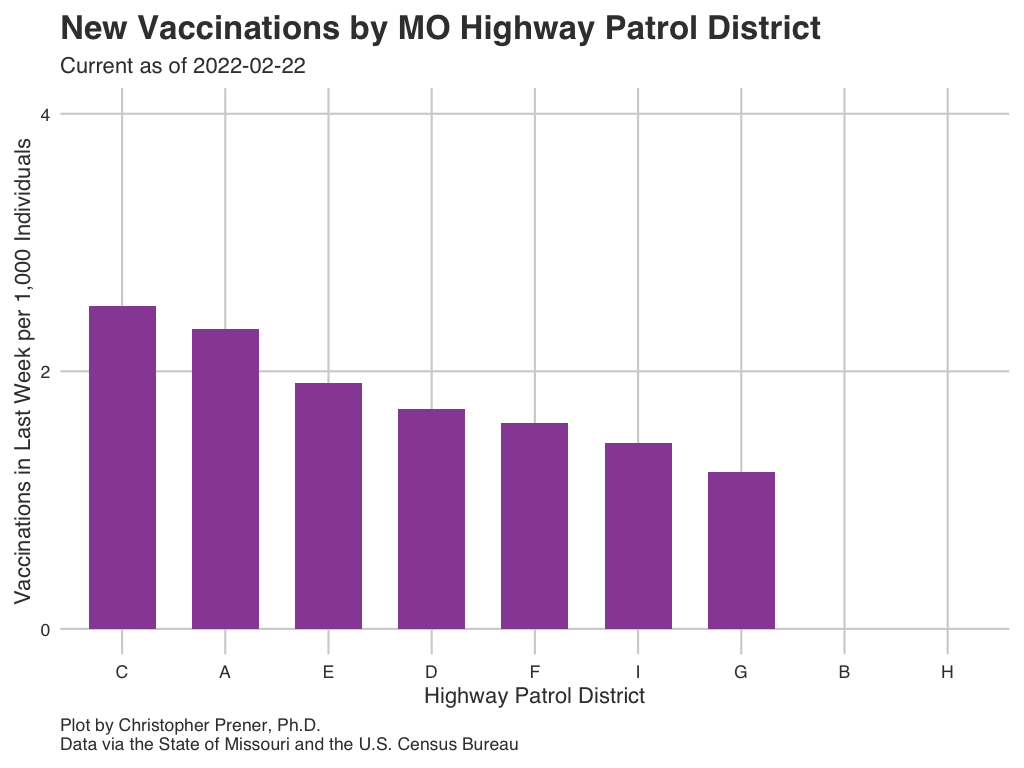 New Vaccinations by MO Highway Patrol District
Current as of 2022-02-22
Vaccinations in Last Week per 1,000 Individuals
4
2
0
C A E D F I G B H
Highway Patrol District
Plot by Christopher Prener, Ph.D.
Data via the State of Missouri and the U.S. Census Bureau